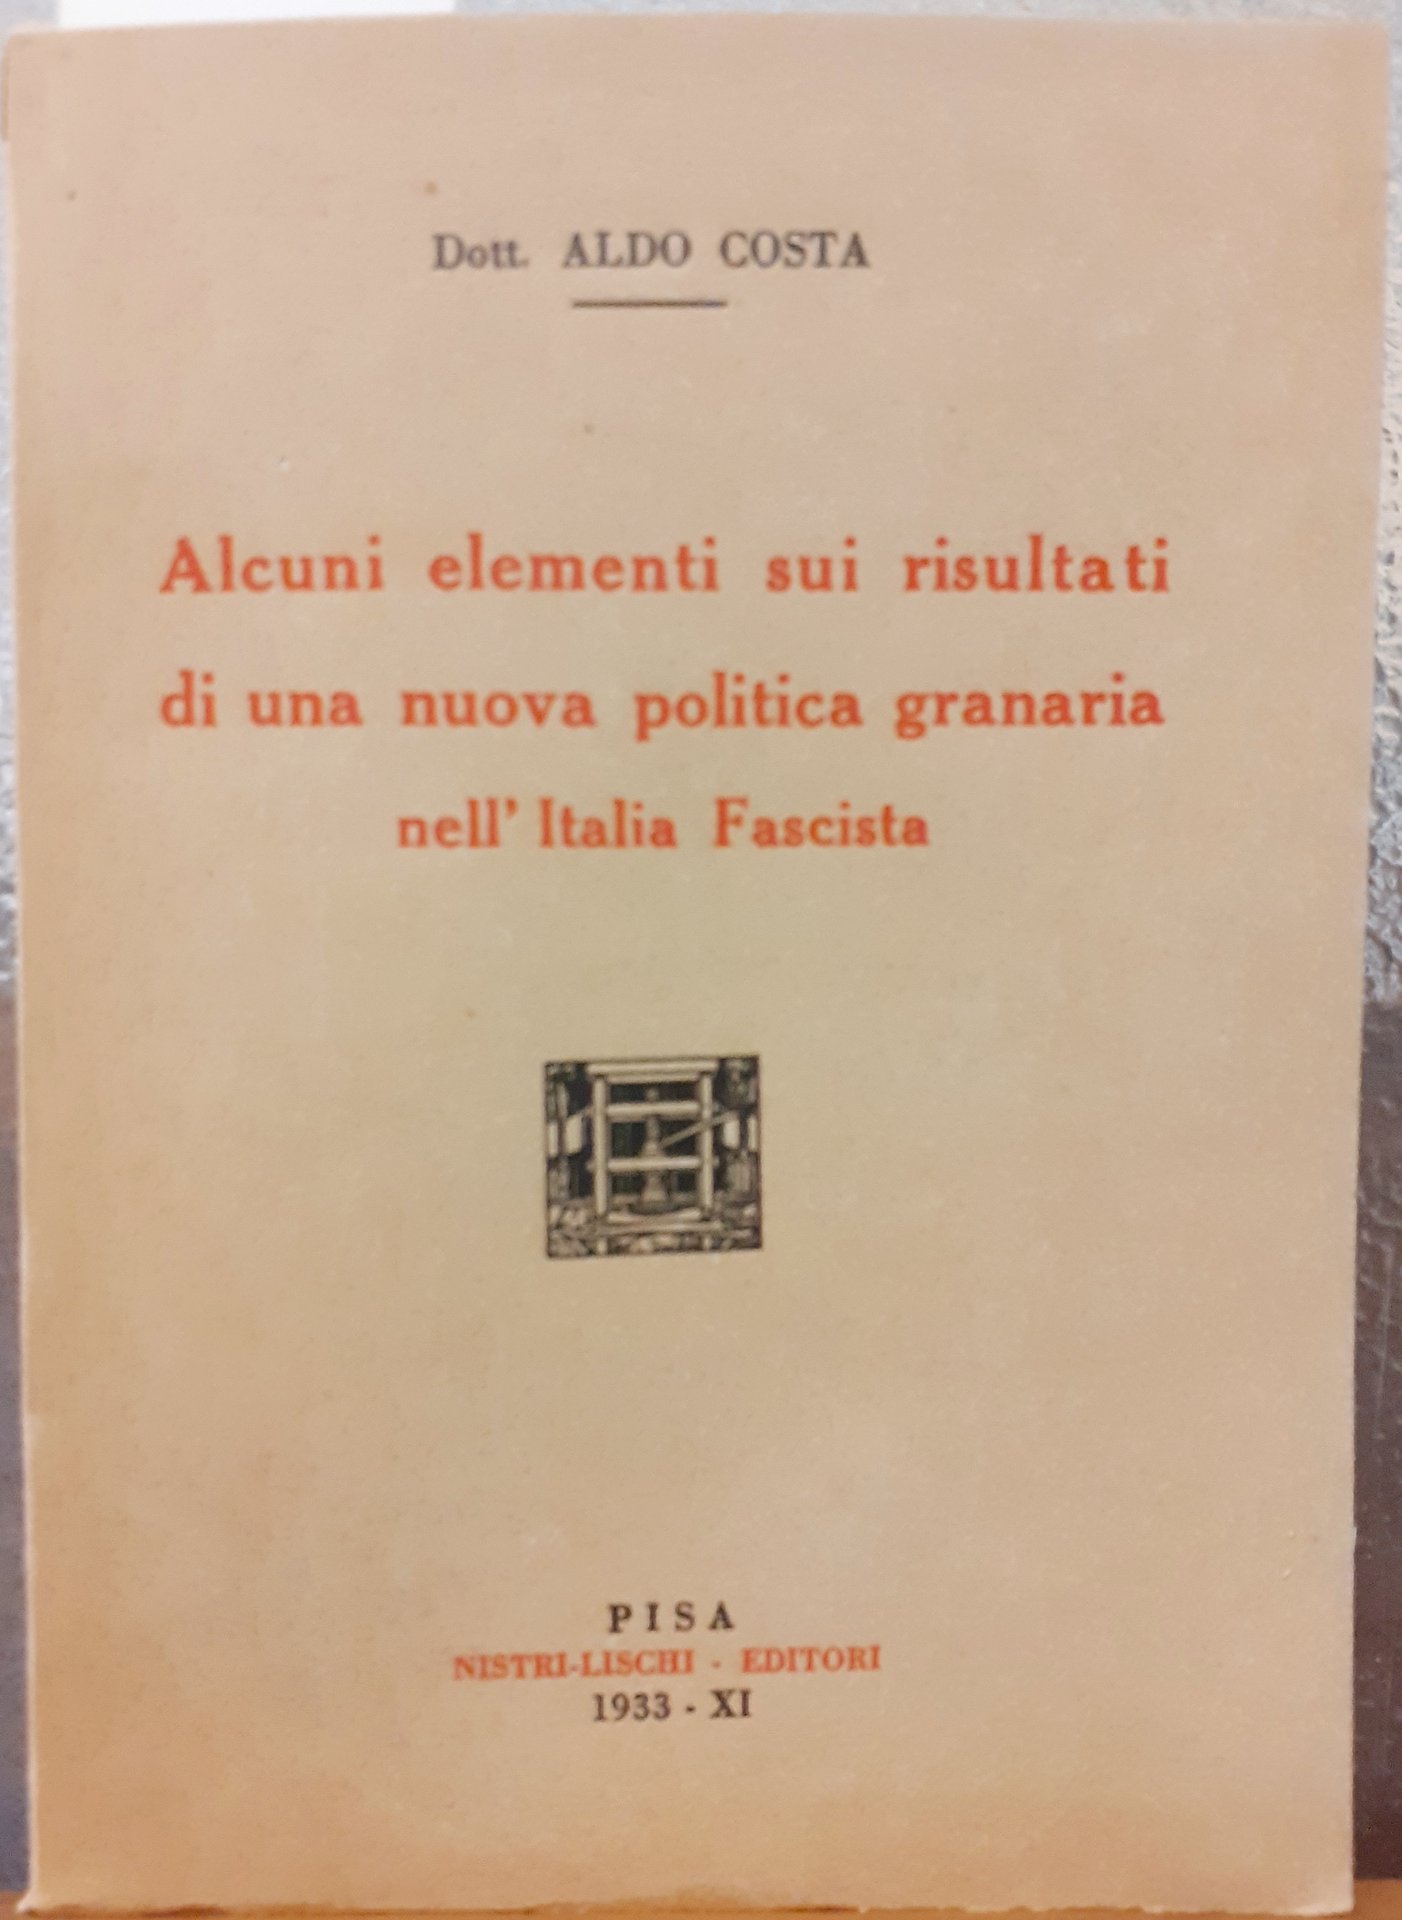 Dott. ALDO COSTA
Alcuni elementi sui risultati
di una nuova politica granaria
nell' Italia Fascista
PISA
NISTRI-LISCHI - EDITORI
1933 - XI